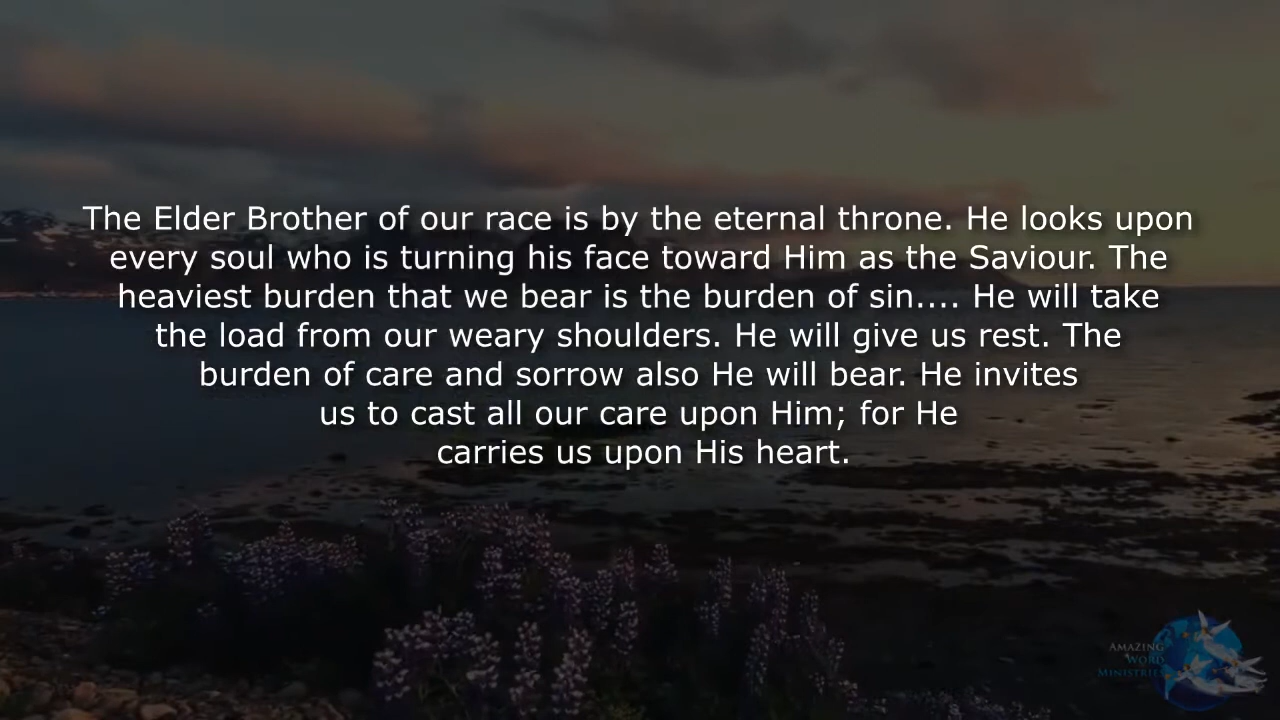 The Elder Brother of our race is by the eternal throne. He looks upon
every soul who is turning his face toward Him as the Saviour. The
heaviest burden that we bear is the burden of sin.... He will take
the load from our weary shoulders. He will give us rest. The
burden of care and sorrow also He will bear. He invites
us to cast all our care upon Him; for He
carries us upon His heart.
AMAZING
WORD
MINISTRIES